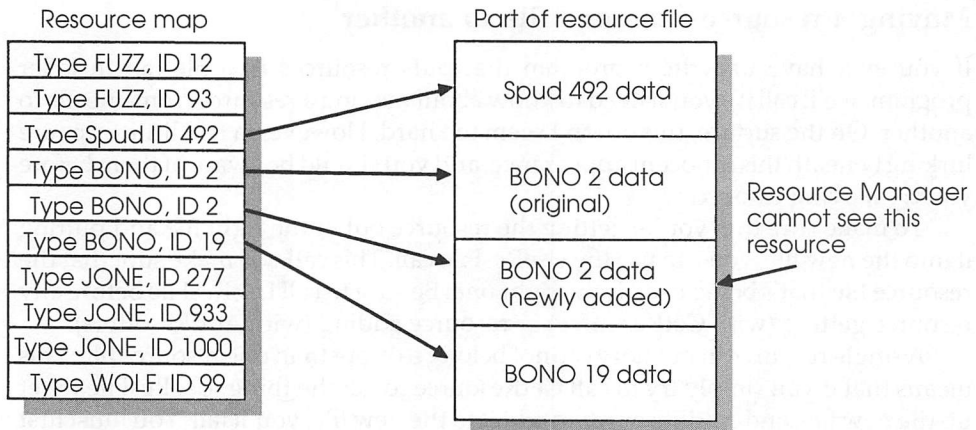 Resource map
Type FUZZ, ID 12
Type FUZZ, ID 93
Type Spud ID 492
Type BONO, ID 2
Type BONO, ID 2
Type BONO, ID 19
Type JONE, ID 277
Type JONE, ID 933
Type JONE, ID 1000
Type WOLF, ID 99
Part of resource file
Spud 492 data
BONO 2 data
(original)
BONO 2 data
(newly added)
BONO 19 data
Resource Manager
cannot see this
resource